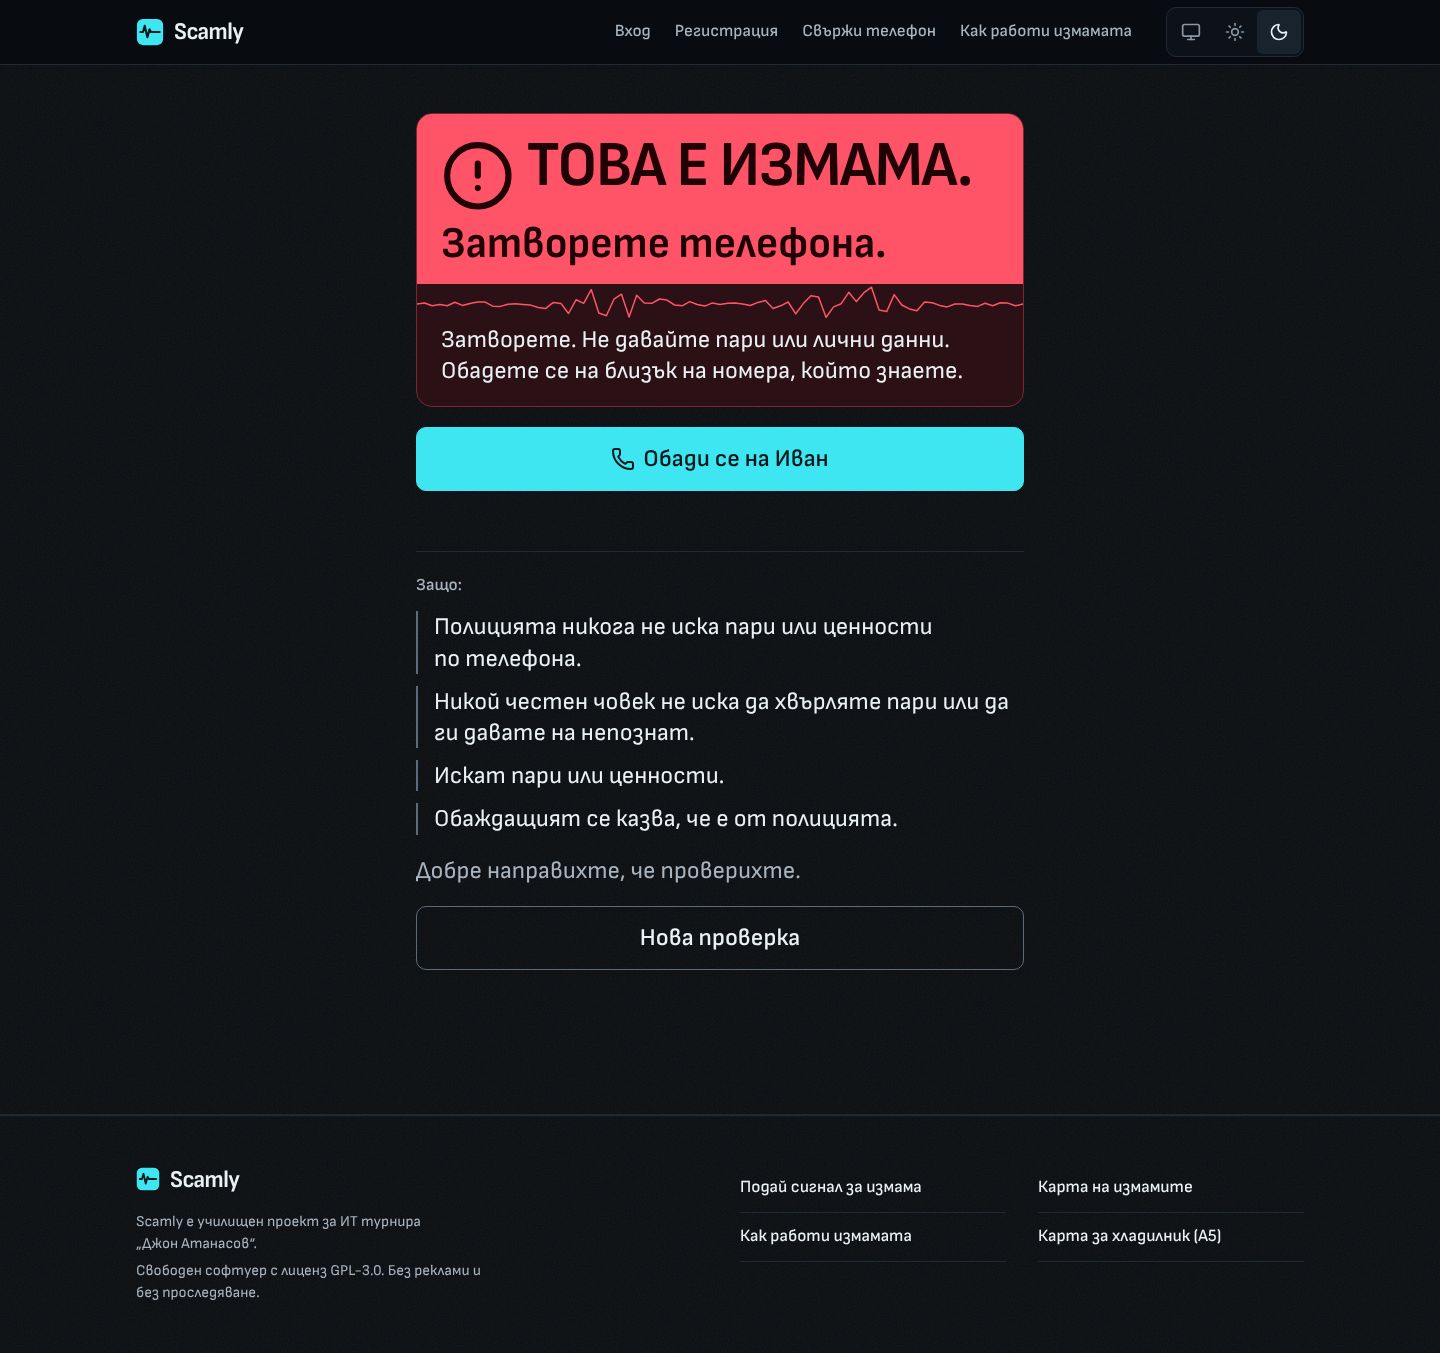 Scamly
Вход
Регистрация
Свържи телефон
Как работи измамата
ТОВА Е ИЗМАМА.
Затворете телефона.
Затворете. Не давайте пари или лични данни.
Обадете се на близък на номера, който знаете.
Обади се на Иван
Защо:
Полицията никога не иска пари или ценности
по телефона.
Никой честен човек не иска да хвърляте пари или да
ги давате на непознат.
Искат пари или ценности.
Обаждащият се казва, че е от полицията.
Добре направихте, че проверихте.
Нова проверка
Scamly
Scamly е училищен проект за ИТ турнира
„Джон Атанасов“.
Свободен софтуер с лиценз GPL-3.0. Без реклами и
без проследяване.
Подай сигнал за измама
Карта на измамите
Как работи измамата
Карта за хладилник (А5)